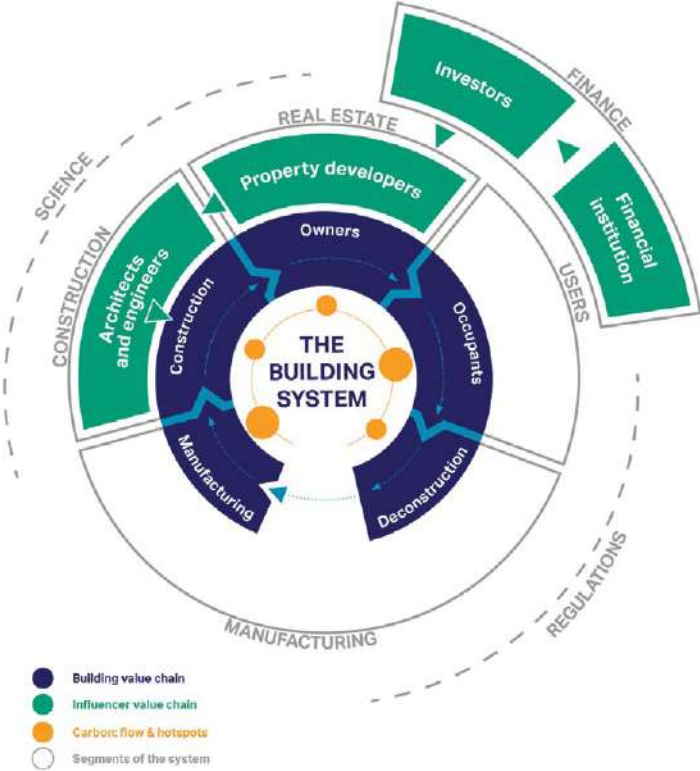 Investors
FINANCE
Financial
institution
REAL ESTATE
Property developers
SCIENCE
CONSTRUCTION
Architects
and engineers
Owners
Construction
Occupants
USERS
THE
BUILDING
SYSTEM
Manufacturing
Deconstruction
MANUFACTURING
REGULATIONS
Building value chain
Influencer value chain
Carbon: flow & hotspots
Segments of the system